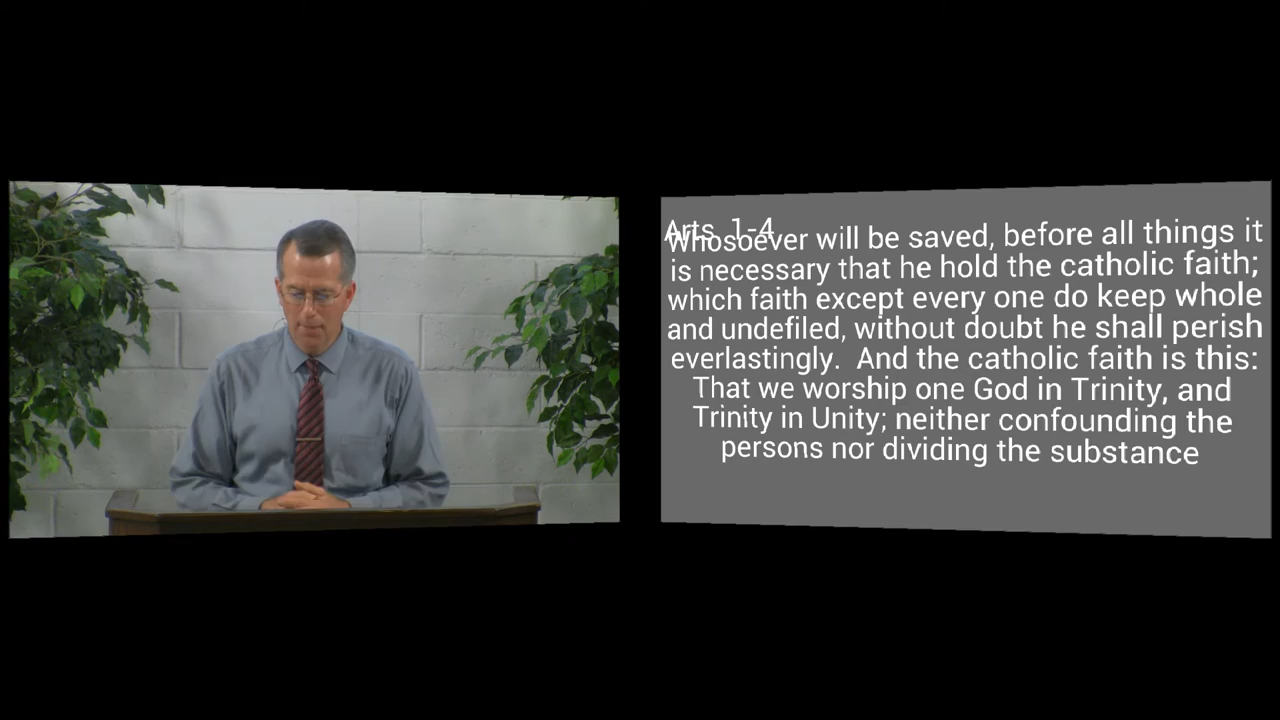 Arts. 1-4
Whosoever will be saved, before all things it
is necessary that he hold the catholic faith;
which faith except every one do keep whole
and undefiled, without doubt he shall perish
everlastingly.  And the catholic faith is this:
That we worship one God in Trinity, and
Trinity in Unity; neither confounding the
persons nor dividing the substance